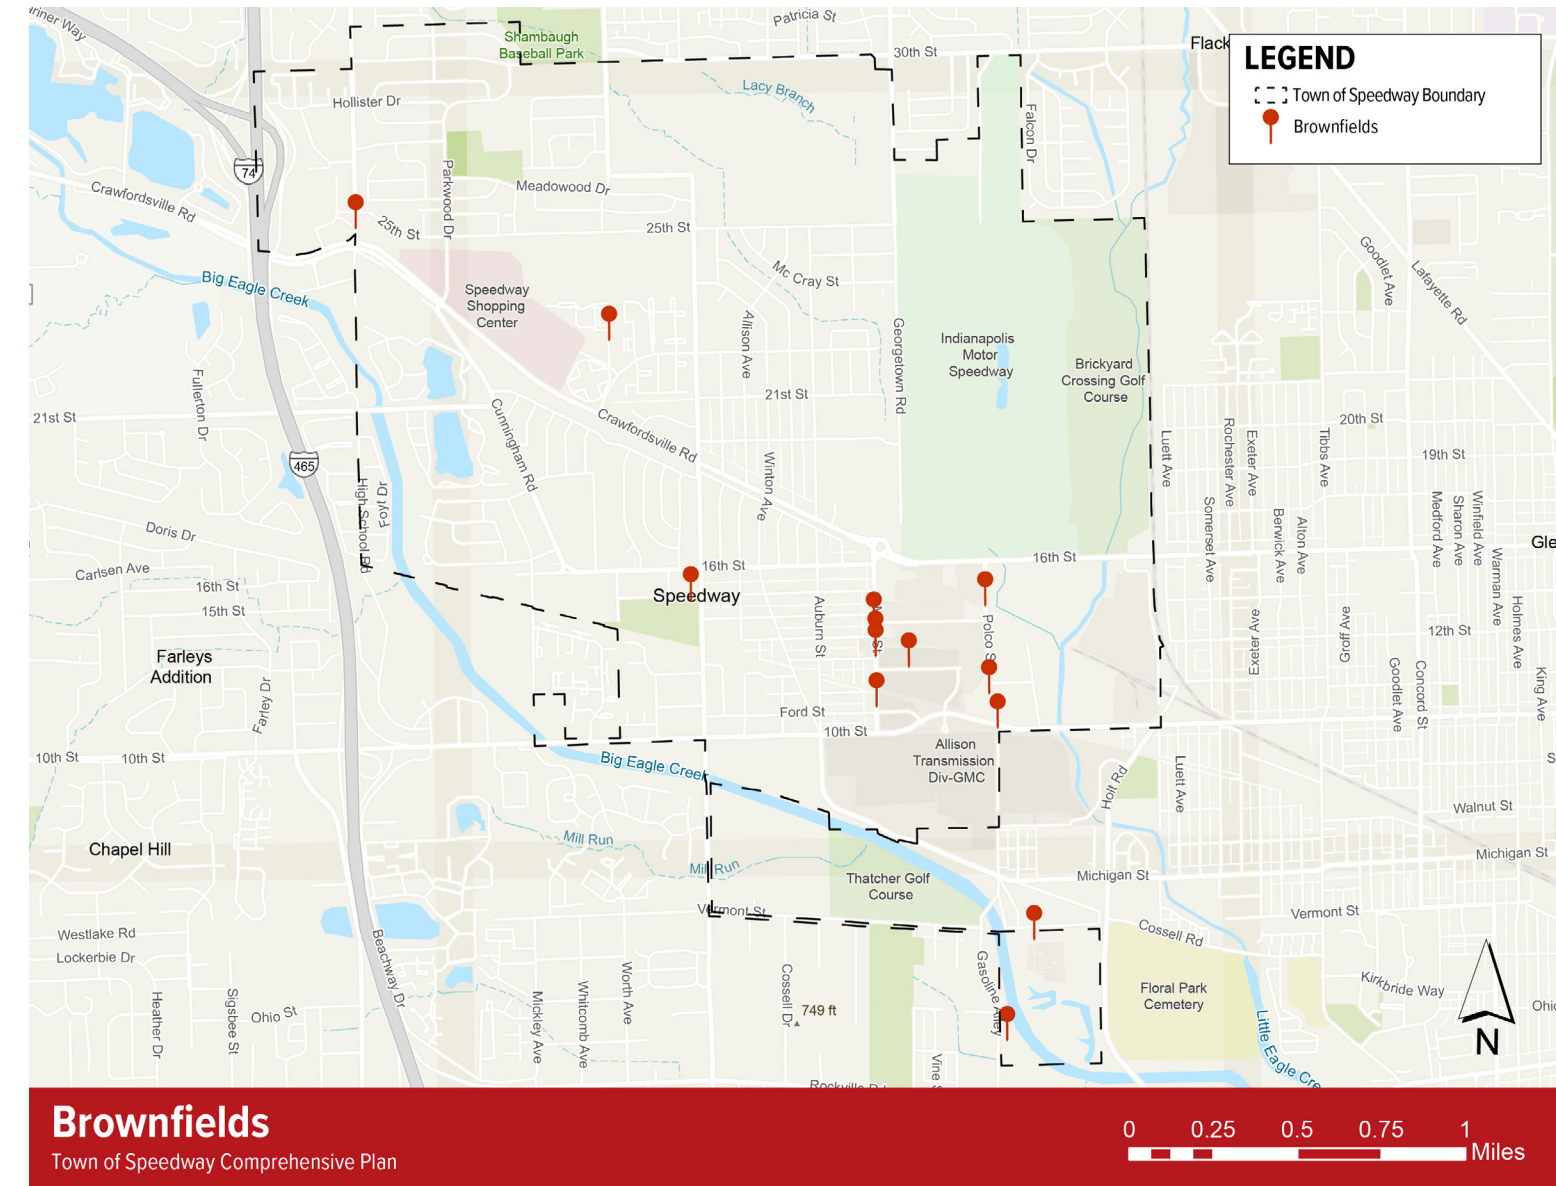 Patricia St
30th St
Flack
Shambaugh
Baseball Park
LEGEND
Town of Speedway Boundary
Brownfields
Hollister Dr
Lacy Branch
Falcon Dr
74
Crawfordsville Rd
Parkwood Dr
Meadowood Dr
25th St
25th St
Big Eagle Creek
Mc Cray St
Goodlet Ave
Lafayette Rd
Speedway
Shopping
Center
Allison Ave
Georgetown Rd
Indianapolis
Motor
Speedway
Brickyard
Crossing Golf
Course
Fullerton Dr
21st St
21st St
20th St
Cunningham Rd
Crawfordsville Rd
Winton Ave
Luett Ave
Rochester Ave
Exeter Ave
Tibbs Ave
19th St
465
High School Rd
Foyt Dr
Somerset Ave
Berwick Ave
Alton Ave
Medford Ave
Sharon Ave
Winfield Ave
Warman Ave
Doris Dr
Gle
Carlsen Ave
16th St
16th St
16th St
15th St
Speedway
Auburn St
Polco S
Exeter Ave
Groff Ave
12th St
Holmes Ave
Farleys
Addition
Farley Dr
Goodlet Ave
Concord St
King Ave
Ford St
10th St
10th St
10th St
Allison
Transmission
Div-GMC
Big Eagle Creek
Holt Rd
Luett Ave
Walnut St
Chapel Hill
Mill Run
Mill Run
Michigan St
Michigan St
Thatcher Golf
Course
Vermont St
Vermont St
Westlake Rd
Lockerbie Dr
Cossell Rd
Beachway Dr
Heather Dr
Sigsbee St
Ohio St
Mickley Ave
Whitcomb Ave
Worth Ave
Cossell Dr
749 ft
Gasoline Alley
Vine S
Floral Park
Cemetery
Kirkbride Way
Ohio
Little Eagle Cre
N
Brownfields
Town of Speedway Comprehensive Plan
0 0.25 0.5 0.75 1
Miles